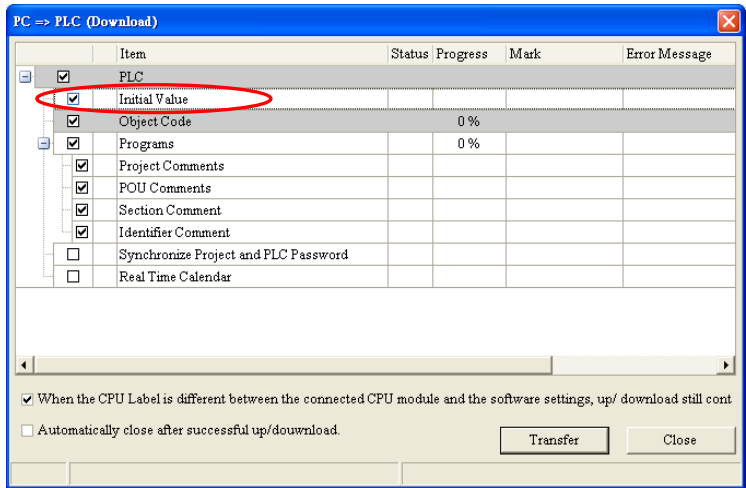 PC => PLC (Download)
Item Status Progress Mark Error Message
PLC
Initial Value
Object Code 0 %
Programs 0 %
Project Comments
POU Comments
Section Comment
Identifier Comment
Synchronize Project and PLC Password
Real Time Calendar
When the CPU Label is different between the connected CPU module and the software settings, up/ download still cont
Automatically close after successful up/douwnload.
Transfer Close